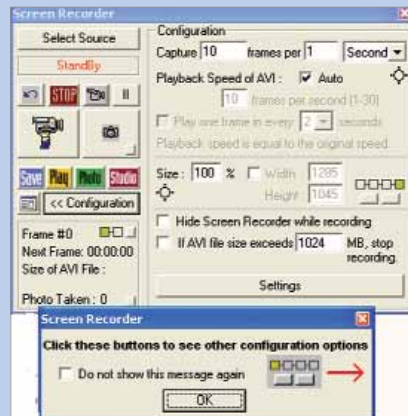 Screen Recorder
Select Source
StandBy
STOP
Save Play Photo Studio
<< Configuration
Frame #0
Next Frame: 00:00:00
Size of AVI File :
Photo Taken : 0
Configuration
Capture 10 frames per 1 Second
Playback Speed of AVI : Auto
10 frames per second [1-30]
Play one frame in every 2 seconds
Playback speed is equal to the original speed.
Size : 100 % Width 1285
Height 1045
Hide Screen Recorder while recording
If AVI file size exceeds 1024 MB, stop
recording.
Settings
Screen Recorder
Click these buttons to see other configuration options
Do not show this message again
OK